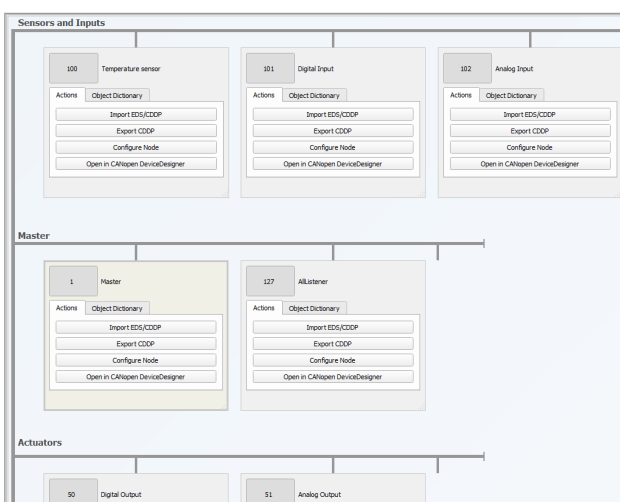 Sensors and Inputs
100 Temperature sensor 101 Digital Input 102 Analog Input
Actions Object Dictionary Actions Object Dictionary Actions Object Dictionary
Import EDS/CDDP Import EDS/CDDP Import EDS/CDDP
Export CDDP Export CDDP Export CDDP
Configure Node Configure Node Configure Node
Open in CANopen DeviceDesigner Open in CANopen DeviceDesigner Open in CANopen DeviceDesigner
Master
1 Master 127 AllListener
Actions Object Dictionary Actions Object Dictionary
Import EDS/CDDP Import EDS/CDDP
Export CDDP Export CDDP
Configure Node Configure Node
Open in CANopen DeviceDesigner Open in CANopen DeviceDesigner
Actuators
50 Digital Output 51 Analog Output